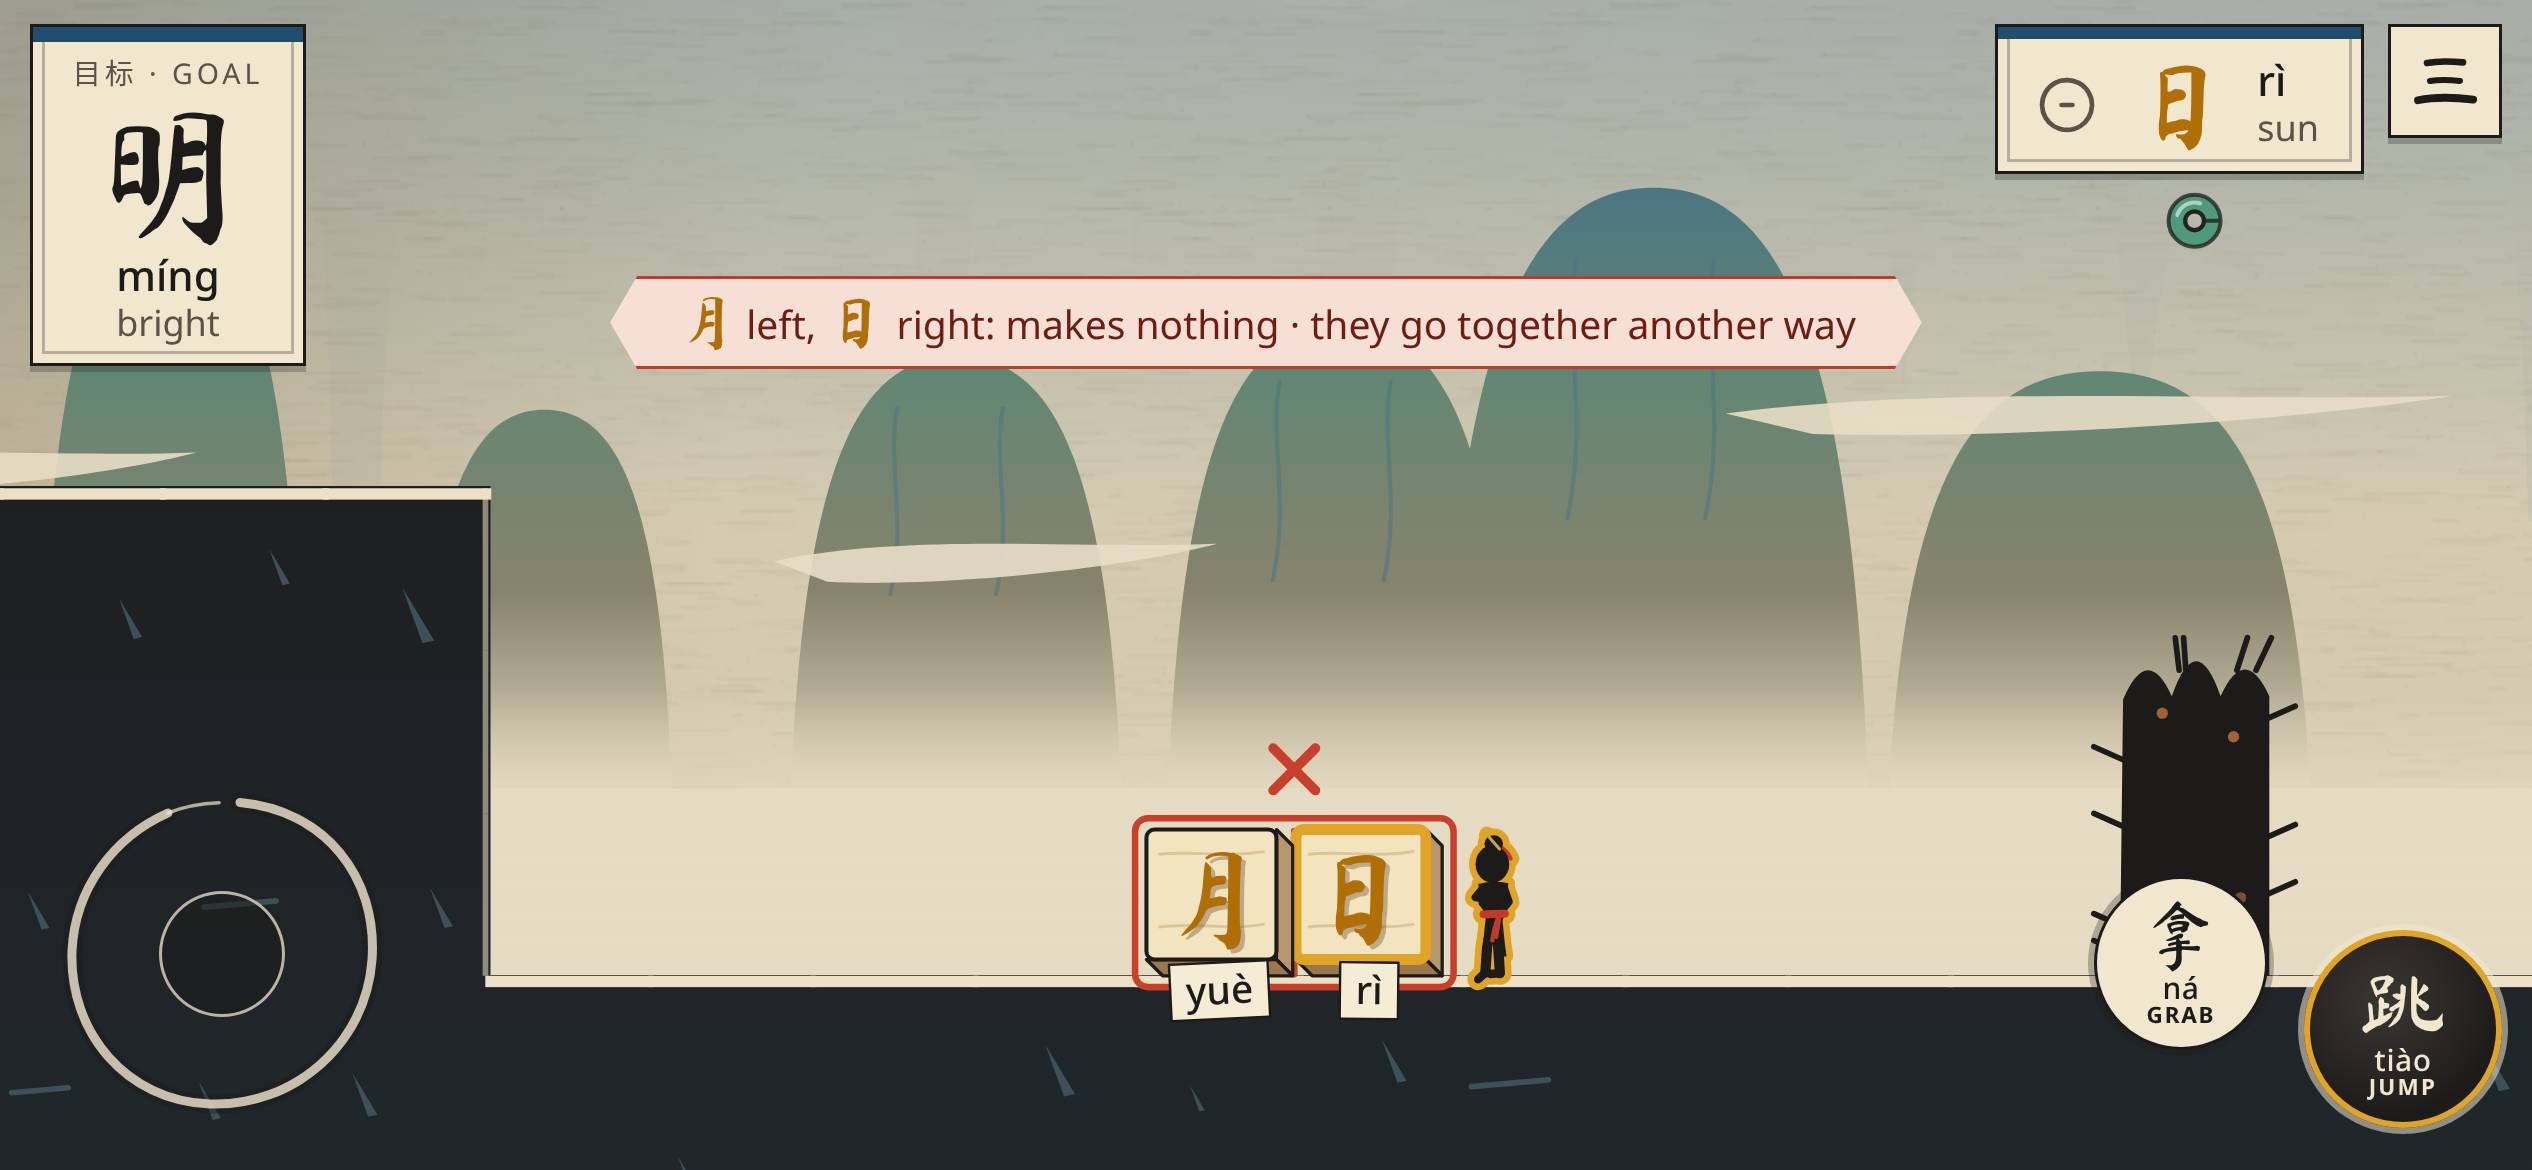 目标 · GOAL
明
míng
bright
日
rì
sun
三
月 left, 日 right: makes nothing · they go together another way
月 日
yuè rì
拿
ná
GRAB
跳
tiào
JUMP